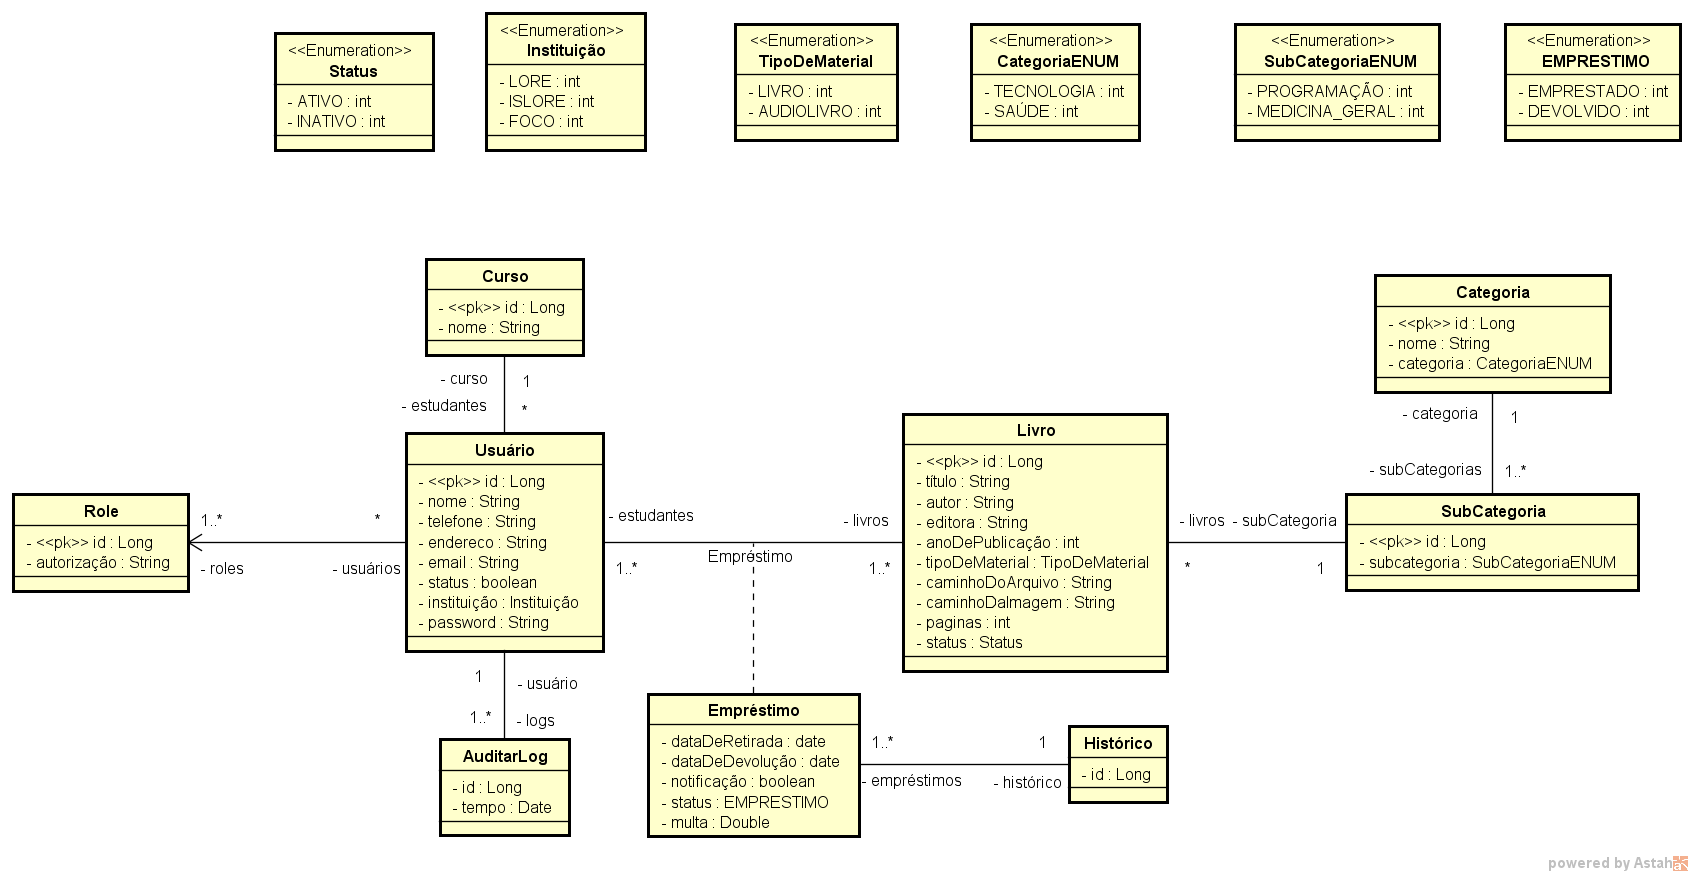 <<Enumeration>>
Status
- ATIVO : int
- INATIVO : int
<<Enumeration>>
Instituição
- LORE : int
- ISLORE : int
- FOCO : int
<<Enumeration>>
TipoDeMaterial
- LIVRO : int
- AUDIOLIVRO : int
<<Enumeration>>
CategoriaENUM
- TECNOLOGIA : int
- SAÚDE : int
<<Enumeration>>
SubCategoriaENUM
- PROGRAMAÇÃO : int
- MEDICINA_GERAL : int
<<Enumeration>>
EMPRESTIMO
- EMPRESTADO : int
- DEVOLVIDO : int
Curso
- <<pk>> id : Long
- nome : String
- curso
1
- estudantes
*
Usuário
- <<pk>> id : Long
- nome : String
- telefone : String
- endereco : String
- email : String
- status : boolean
- instituição : Instituição
- password : String
Role
- <<pk>> id : Long
- autorização : String
1..*
*
- roles
- usuários
1
- usuário
1..*
- logs
AuditarLog
- id : Long
- tempo : Date
- estudantes
- livros
Empréstimo
1..*
1..*
Livro
- <<pk>> id : Long
- título : String
- autor : String
- editora : String
- anoDePublicação : int
- tipoDeMaterial : TipoDeMaterial
- caminhoDoArquivo : String
- caminhoDaImagem : String
- paginas : int
- status : Status
Categoria
- <<pk>> id : Long
- nome : String
- categoria : CategoriaENUM
- categoria
1
- subCategorias
1..*
- livros
- subCategoria
*
1
SubCategoria
- <<pk>> id : Long
- subcategoria : SubCategoriaENUM
Empréstimo
- dataDeRetirada : date
- dataDeDevolução : date
- notificação : boolean
- status : EMPRESTIMO
- multa : Double
1..*
1
- empréstimos
- histórico
Histórico
- id : Long
powered by Astah